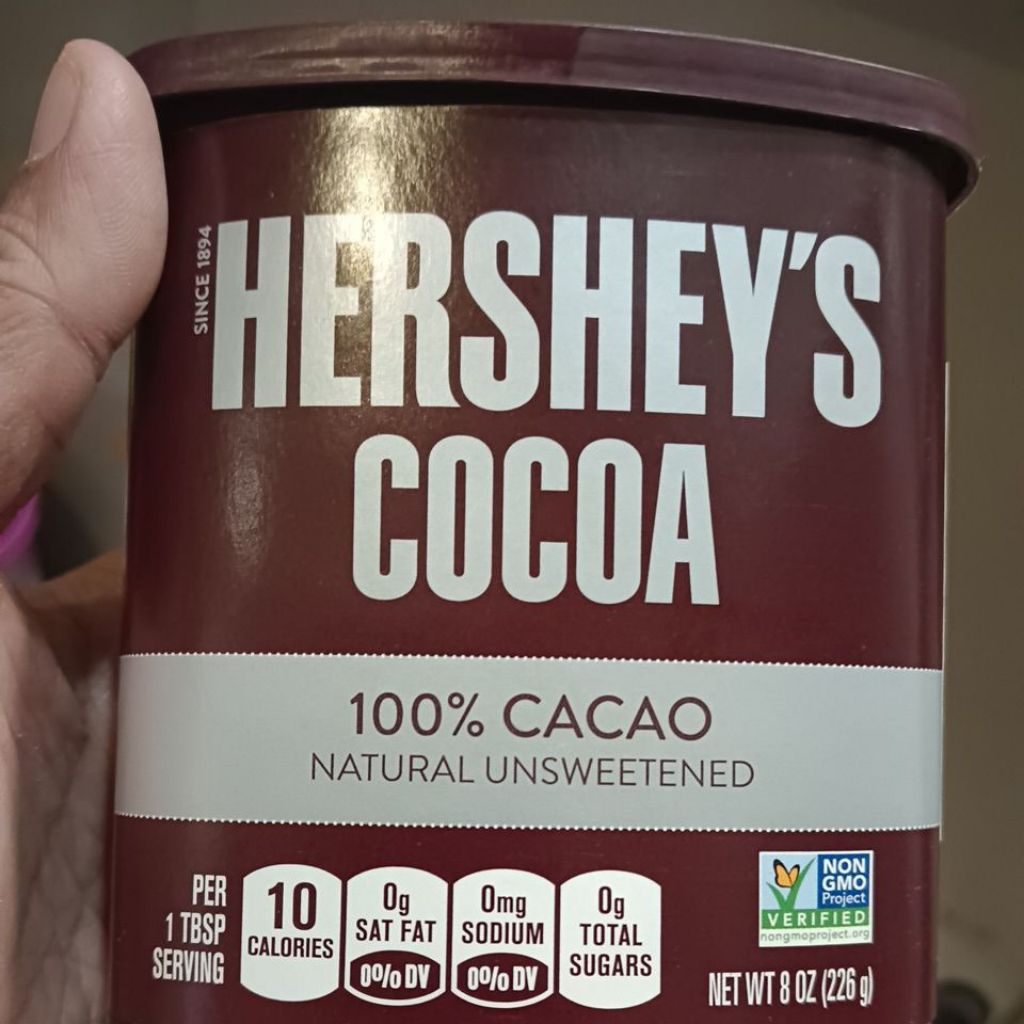 SINCE 1894
HERSHEY'S
COCOA
100% CACAO
NATURAL UNSWEETENED
PER
1 TBSP
SERVING
10
CALORIES
0g
SAT FAT
0% DV
0mg
SODIUM
0% DV
0g
TOTAL
SUGARS
NON
GMO
Project
VERIFIED
nongmoproject.org
NET WT 8 OZ (226 g)